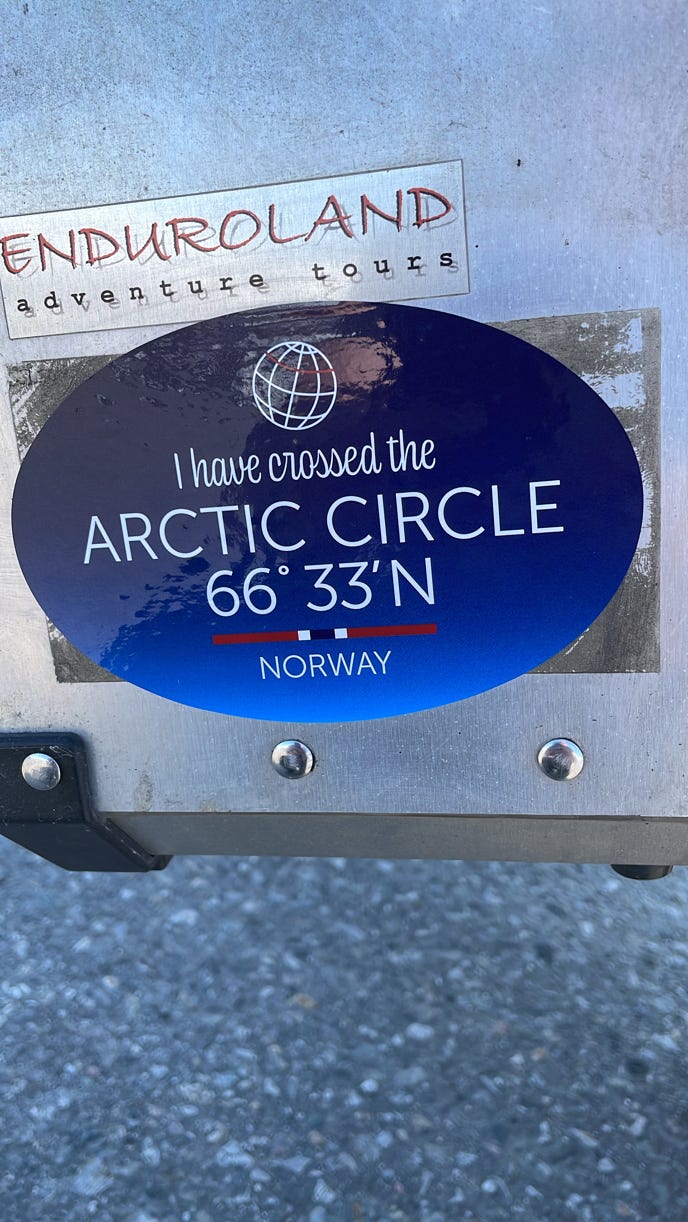 ENDUROLAND
adventure tours
I have crossed the
ARCTIC CIRCLE
66° 33'N
NORWAY